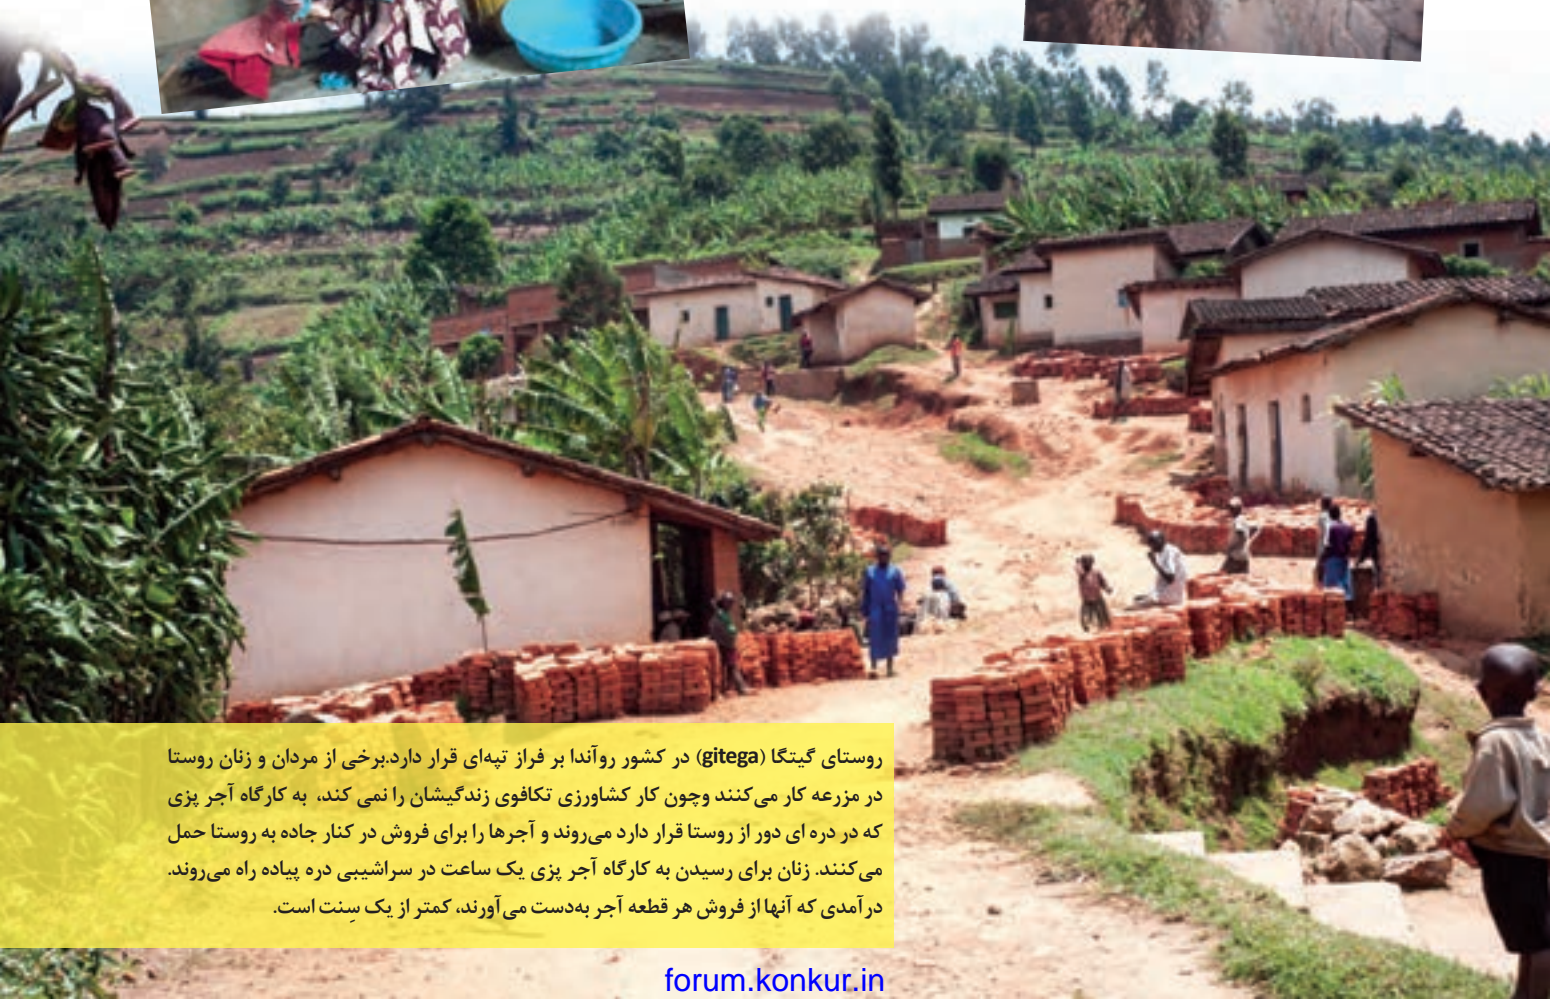 روستای گیتگا (gitega) در کشور روآندا بر فراز تپه‌ای قرار دارد.برخی از مردان و زنان روستا
در مزرعه کار می‌کنند وچون کار کشاورزی تکافوی زندگیشان را نمی کند، به کارگاه آجر پزی
که در دره ای دور از روستا قرار دارد می‌روند و آجرها را برای فروش در کنار جاده به روستا حمل
می‌کنند. زنان برای رسیدن به کارگاه آجر پزی یک ساعت در سراشیبی دره پیاده راه می‌روند.
درآمدی که آنها از فروش هر قطعه آجر به‌دست می‌آورند، کمتر از یک سِنت است.
forum.konkur.in